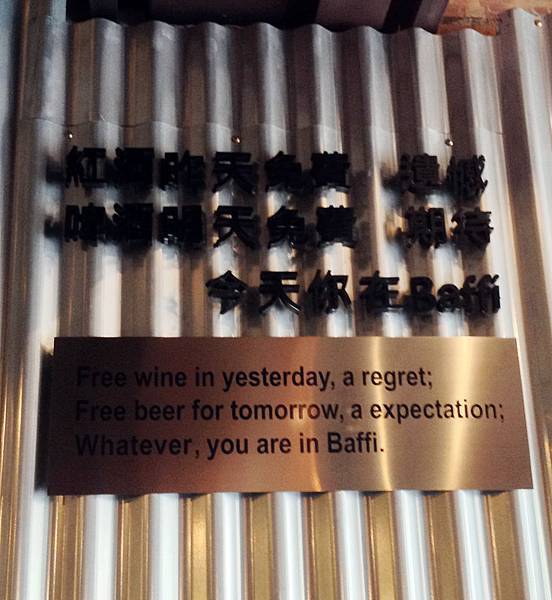 紅酒昨天免費 遺憾
啤酒明天免費 期待
今天你在Baffi
Free wine in yesterday, a regret;
Free beer for tomorrow, a expectation;
Whatever, you are in Baffi.